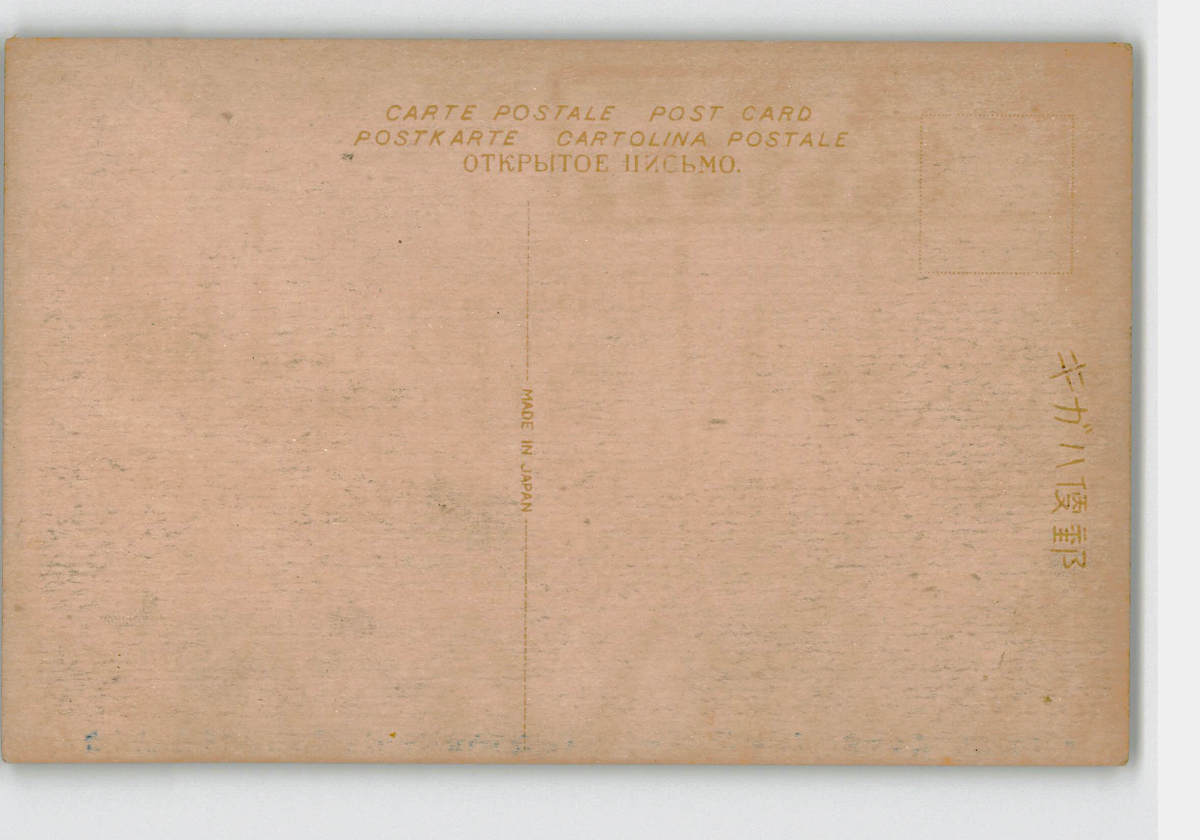 CARTE POSTALE POST CARD
POSTKARTE CARTOLINA POSTALE
ОТКРЫТОЕ ПИСЬМО.
MADE IN JAPAN
郵便ハガキ